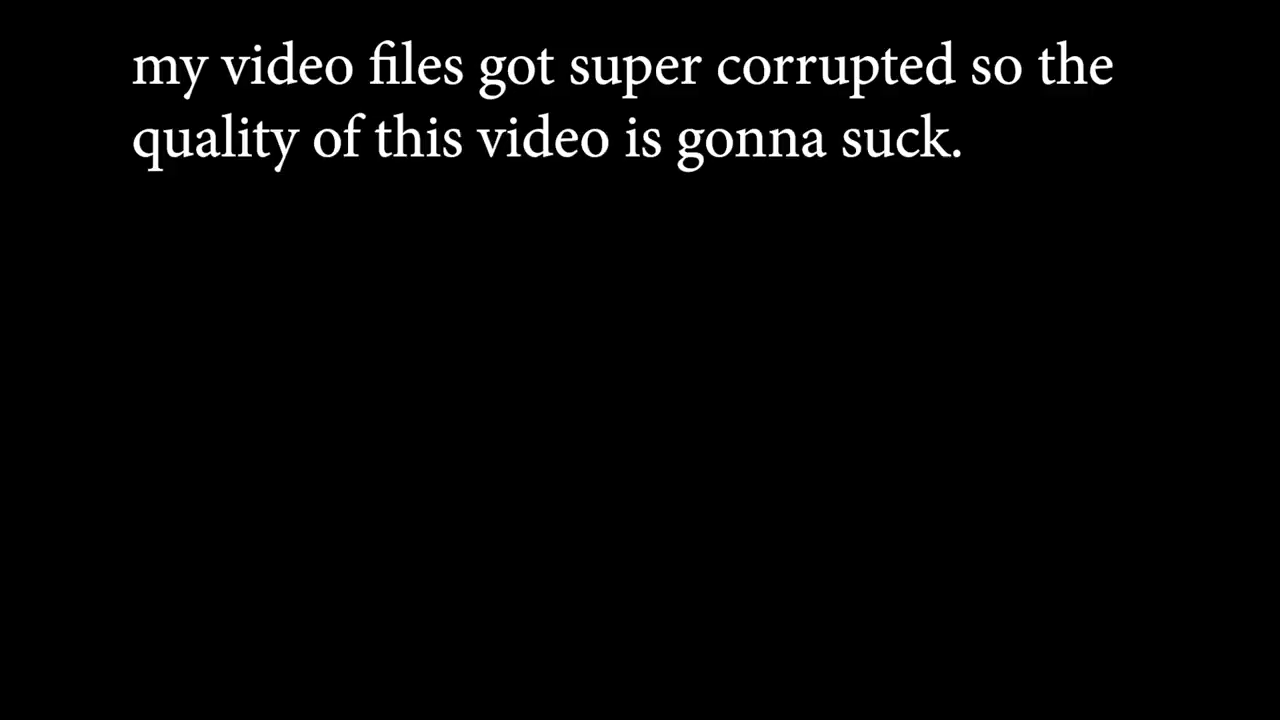 my video files got super corrupted so the
quality of this video is gonna suck.